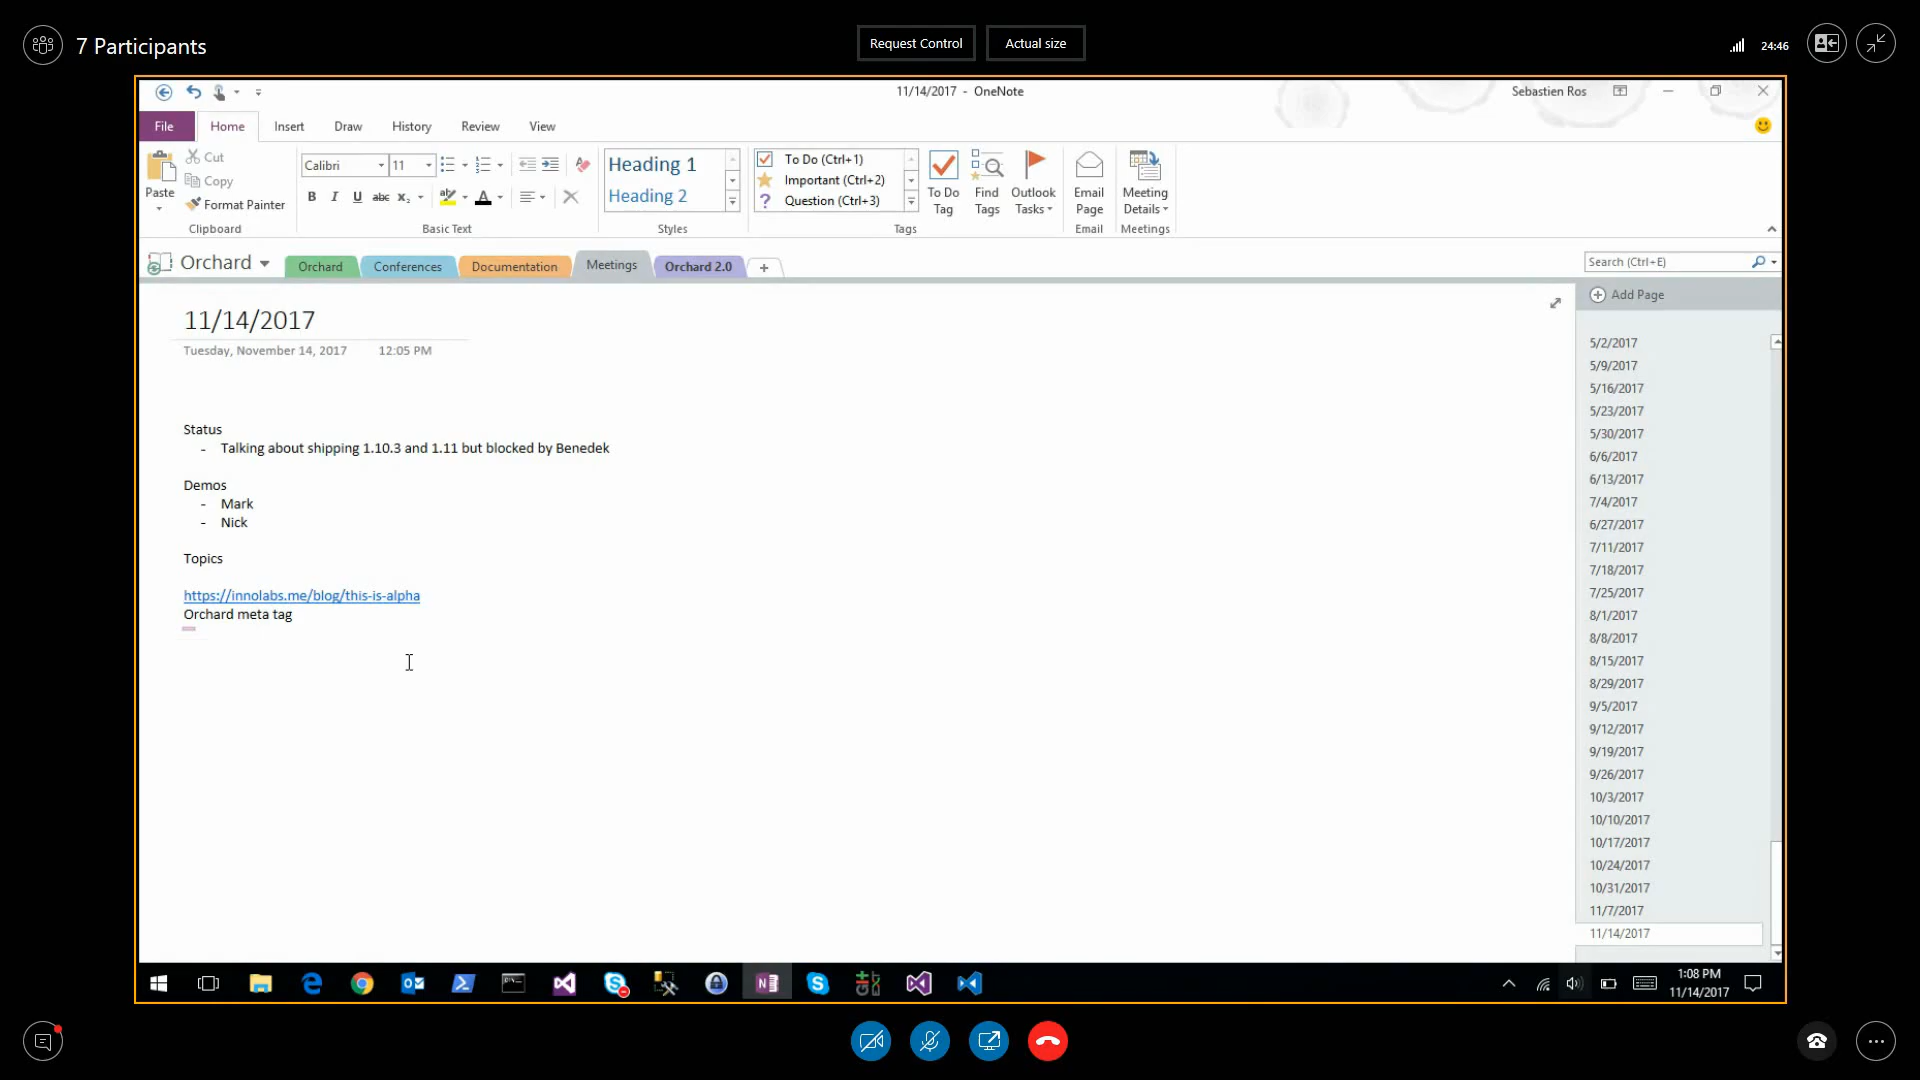 7 Participants
Request Control
Actual size
24:46
11/14/2017 - OneNote
Sebastien Ros
File
Home
Insert
Draw
History
Review
View
Paste
Cut
Copy
Format Painter
Clipboard
Calibri
11
B I U abc
Basic Text
Heading 1
Heading 2
Styles
To Do (Ctrl+1)
Important (Ctrl+2)
Question (Ctrl+3)
To Do
Tag
Find
Tags
Outlook
Tasks
Tags
Email
Page
Email
Meeting
Details
Meetings
Orchard
Orchard
Conferences
Documentation
Meetings
Orchard 2.0
Search (Ctrl+E)
11/14/2017
Tuesday, November 14, 2017
12:05 PM
Status
- Talking about shipping 1.10.3 and 1.11 but blocked by Benedek
Demos
- Mark
- Nick
Topics
https://innolabs.me/blog/this-is-alpha
Orchard meta tag
Add Page
5/2/2017
5/9/2017
5/16/2017
5/23/2017
5/30/2017
6/6/2017
6/13/2017
7/4/2017
6/27/2017
7/11/2017
7/18/2017
7/25/2017
8/1/2017
8/8/2017
8/15/2017
8/29/2017
9/5/2017
9/12/2017
9/19/2017
9/26/2017
10/3/2017
10/10/2017
10/17/2017
10/24/2017
10/31/2017
11/7/2017
11/14/2017
1:08 PM
11/14/2017